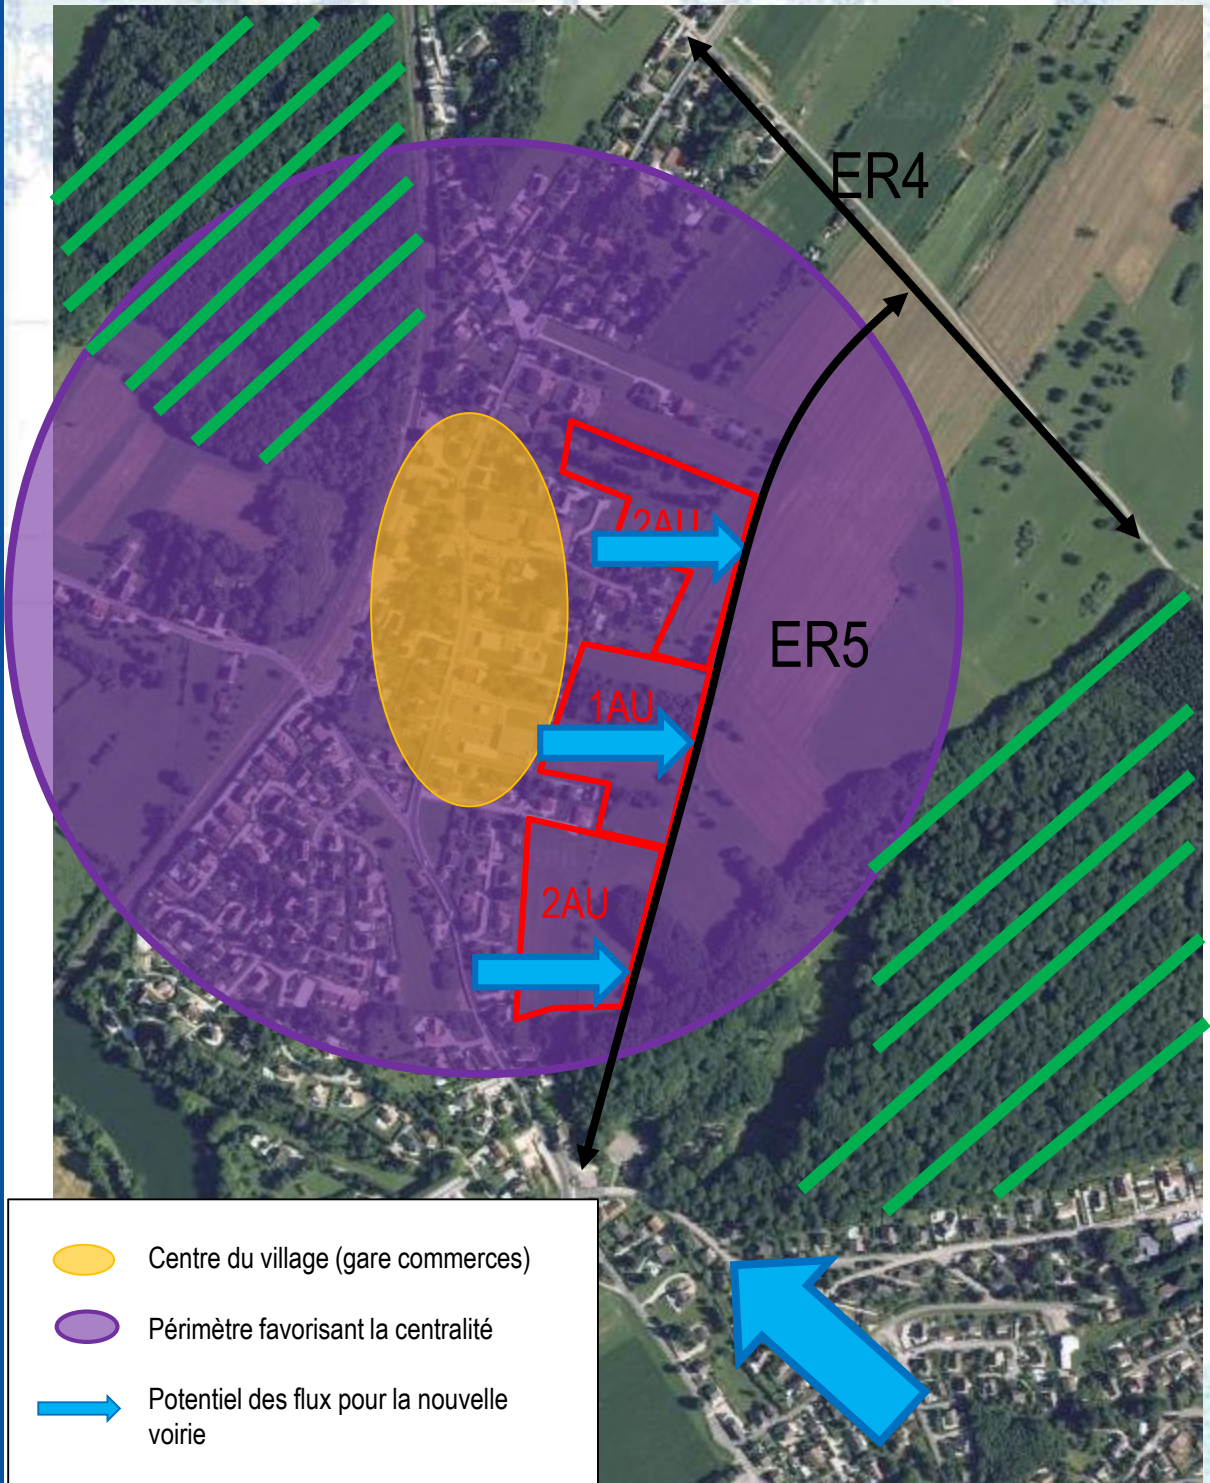 ER4
2AU
ER5
1AU
2AU
Centre du village (gare commerces)
Périmètre favorisant la centralité
Potentiel des flux pour la nouvelle
voirie